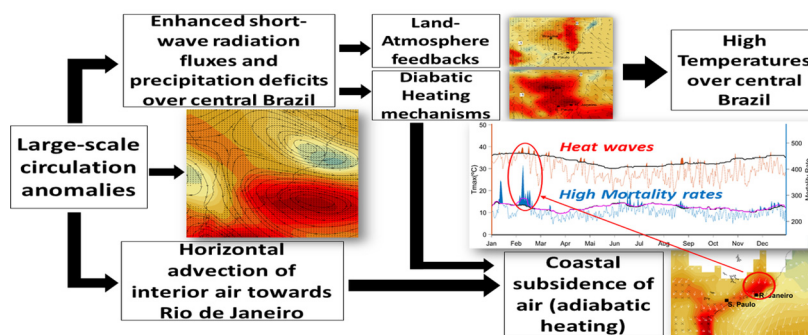 Enhanced short-
wave radiation
fluxes and
precipitation deficits
over central Brazil
Land-
Atmosphere
feedbacks
Diabatic
Heating
mechanisms
High
Temperatures
over central
Brazil
Large-scale
circulation
anomalies
Horizontal
advection of
interior air towards
Rio de Janeiro
Heat waves
High Mortality rates
Tmax(ºC)
50
40
30
20
10
0
500
400
300
200
Jan Feb Mar Apr May Jun Jul Aug Sep Oct Nov Dec
Coastal
subsidence of
air (adiabatic
heating)
R. Janeiro
S. Paulo